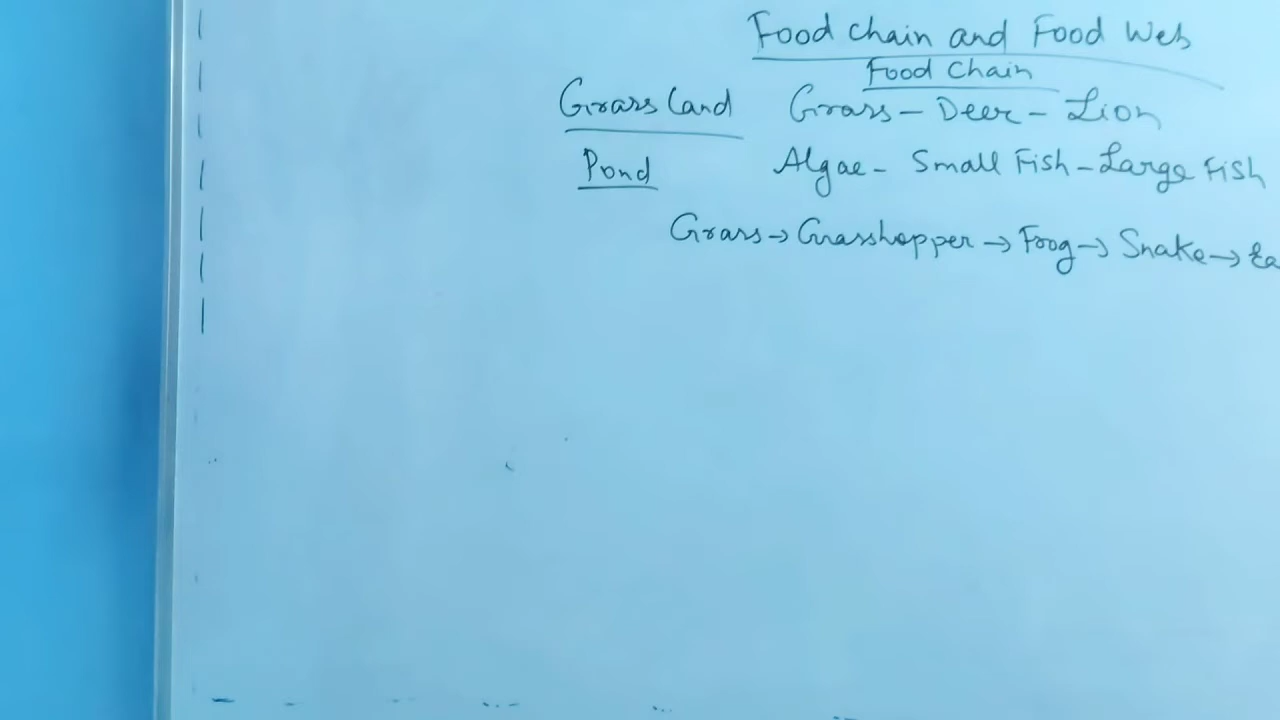 Food Chain and Food Web
Food Chain
Grass Land Grass - Deer - Lion
Pond Algae - Small Fish - Large Fish
Grass → Grasshopper → Frog → Snake →